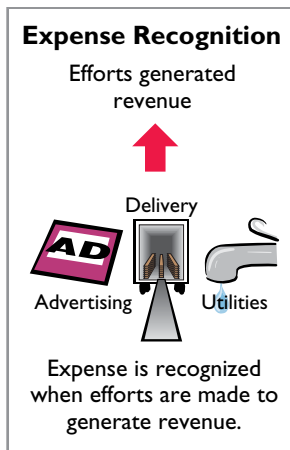 Expense Recognition
Efforts generated
revenue
Delivery
AD
Advertising
Utilities
Expense is recognized
when efforts are made to
generate revenue.